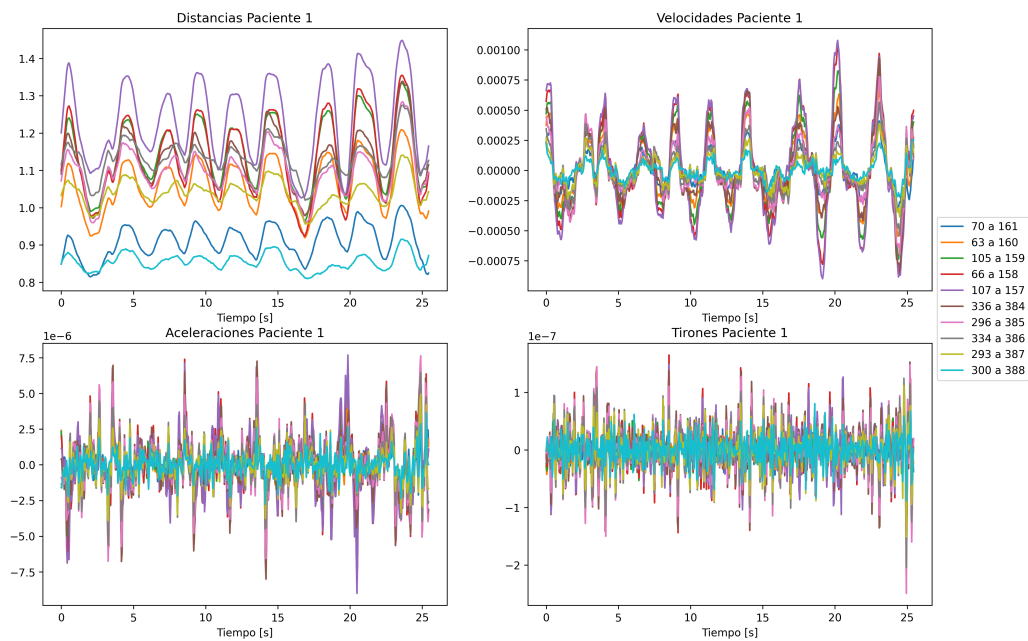 Distancias Paciente 1
1.4
1.3
1.2
1.1
1.0
0.9
0.8
0
5
10
15
20
25
Tiempo [s]
Velocidades Paciente 1
0.00100
0.00075
0.00050
0.00025
0.00000
−0.00025
−0.00050
−0.00075
0
5
10
15
20
25
Tiempo [s]
70 a 161
63 a 160
105 a 159
66 a 158
107 a 157
336 a 384
296 a 385
334 a 386
293 a 387
300 a 388
1e−6
Aceleraciones Paciente 1
7.5
5.0
2.5
0.0
−2.5
−5.0
−7.5
0
5
10
15
20
25
Tiempo [s]
1e−7
Tirones Paciente 1
1
0
−1
−2
0
5
10
15
20
25
Tiempo [s]